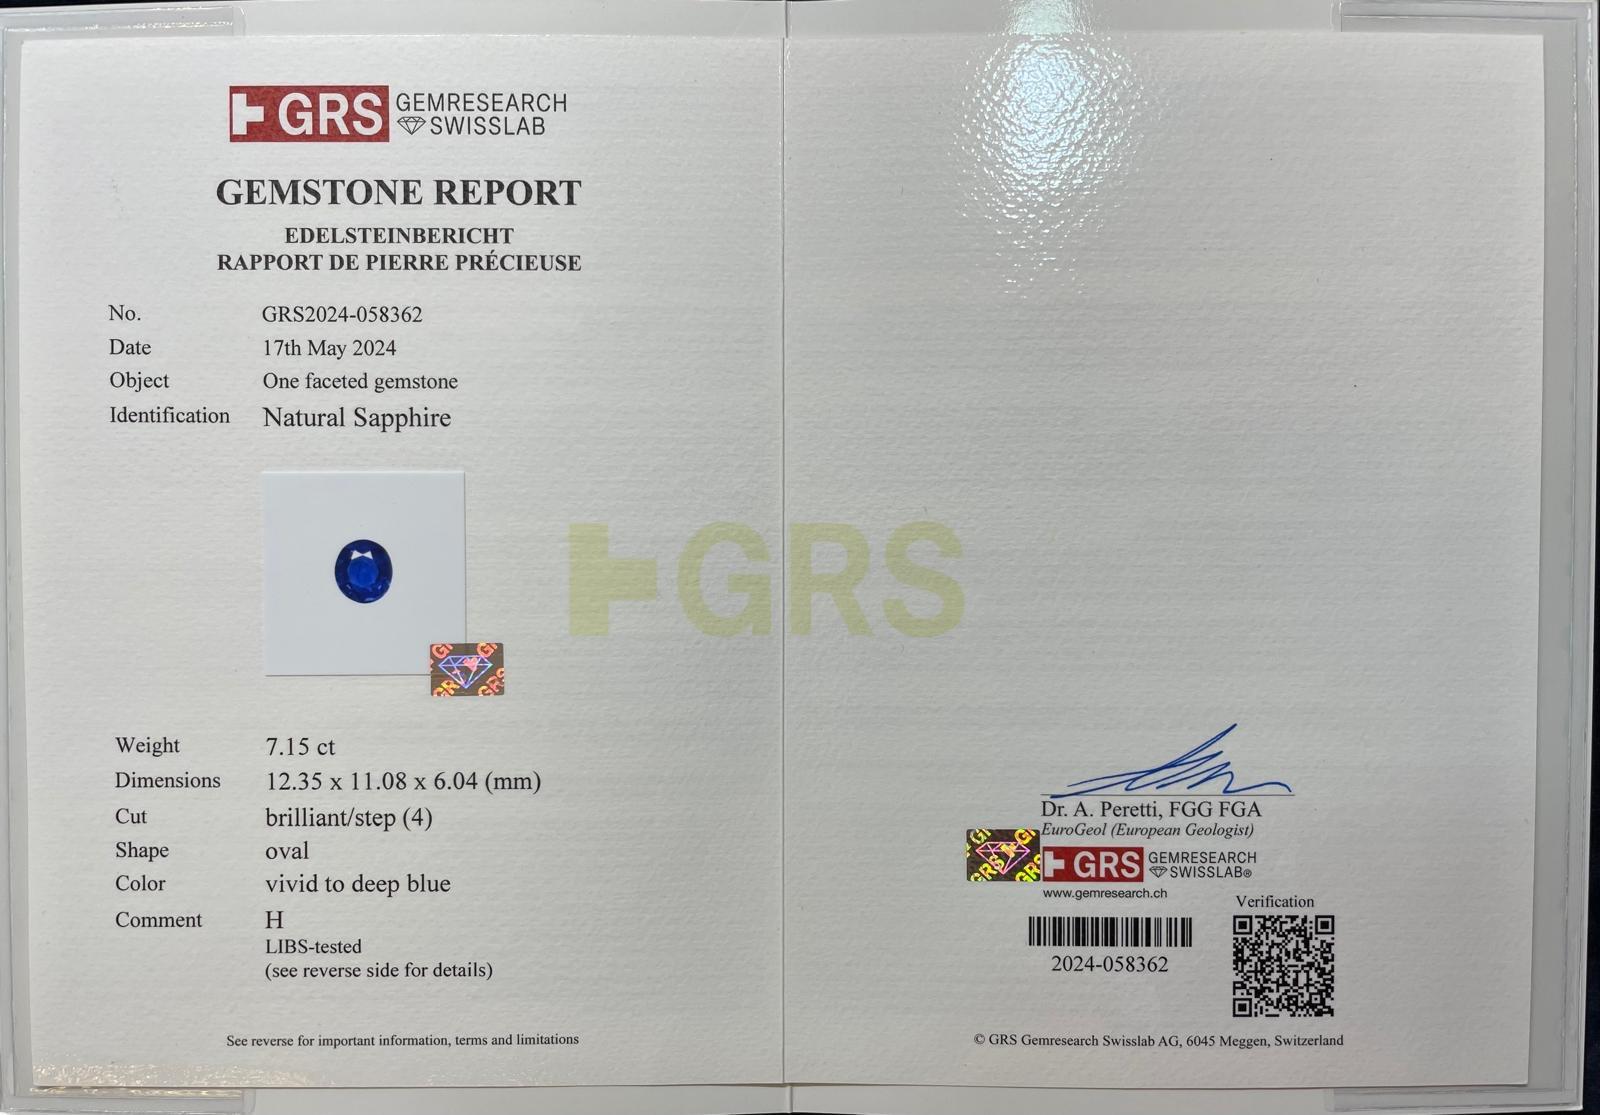 GRS GEMRESEARCH
SWISSLAB
GEMSTONE REPORT
EDELSTEINBERICHT
RAPPORT DE PIERRE PRÉCIEUSE
No. GRS2024-058362
Date 17th May 2024
Object One faceted gemstone
Identification Natural Sapphire
GRS
Weight 7.15 ct
Dimensions 12.35 x 11.08 x 6.04 (mm)
Cut brilliant/step (4)
Shape oval
Color vivid to deep blue
Comment H
LIBS-tested
(see reverse side for details)
See reverse for important information, terms and limitations
Dr. A. Peretti, FGG FGA
EuroGeol (European Geologist)
GRS GEMRESEARCH
SWISSLAB®
www.gemresearch.ch
Verification
2024-058362
© GRS Gemresearch Swisslab AG, 6045 Meggen, Switzerland